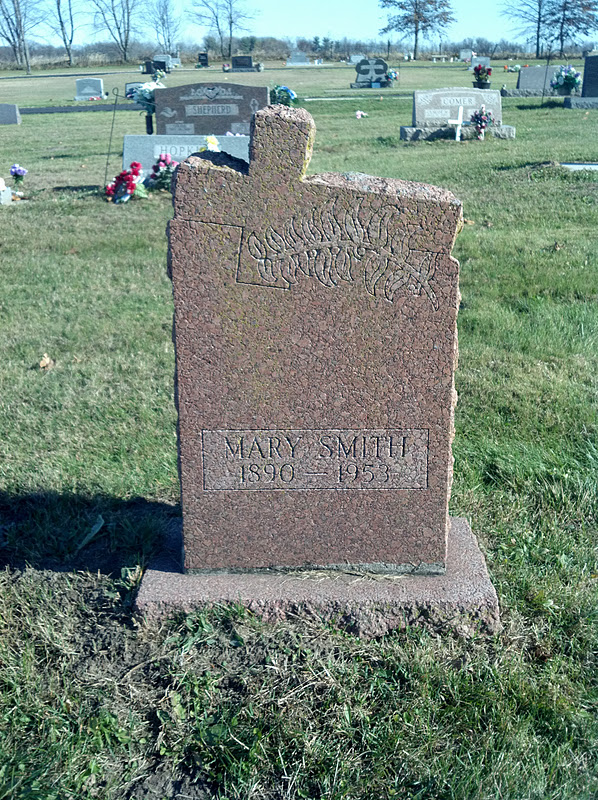 SHEPHERD
COMER
MARY SMITH
1890 — 1953